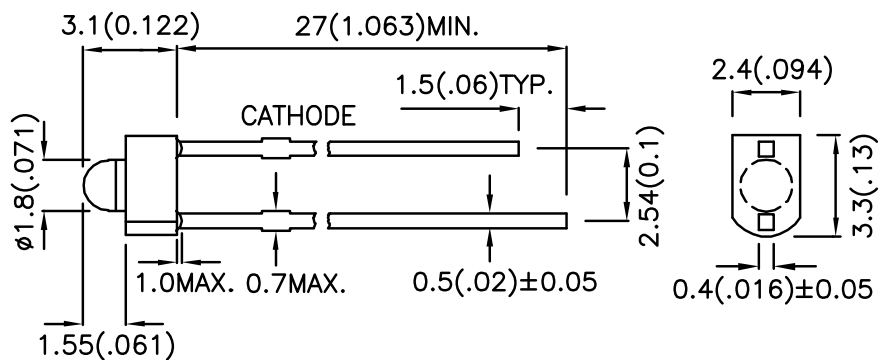 3.1(0.122)
27(1.063)MIN.
1.5(.06)TYP.
2.4(.094)
CATHODE
ø1.8(.071)
2.54(0.1)
3.3(.13)
1.0MAX.
0.7MAX.
0.5(.02)±0.05
0.4(.016)±0.05
1.55(.061)